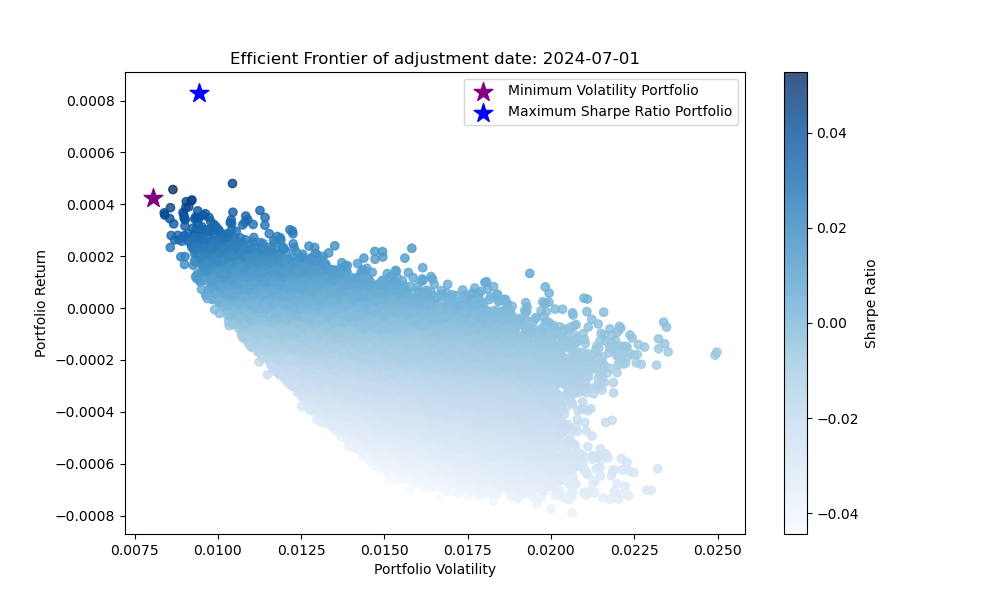 Efficient Frontier of adjustment date: 2024-07-01
Minimum Volatility Portfolio
Maximum Sharpe Ratio Portfolio
0.0008
0.0006
0.0004
0.0002
0.0000
−0.0002
−0.0004
−0.0006
−0.0008
Portfolio Return
0.0075 0.0100 0.0125 0.0150 0.0175 0.0200 0.0225 0.0250
Portfolio Volatility
0.04
0.02
0.00
−0.02
−0.04
Sharpe Ratio